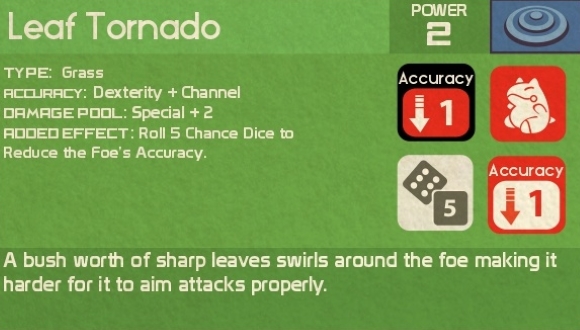 Leaf Tornado
POWER
2
TYPE: Grass
ACCURACY: Dexterity + Channel
DAMAGE POOL: Special + 2
ADDED EFFECT: Roll 5 Chance Dice to
Reduce the Foe's Accuracy.
Accuracy
1
5
Accuracy
1
A bush worth of sharp leaves swirls around the foe making it
harder for it to aim attacks properly.